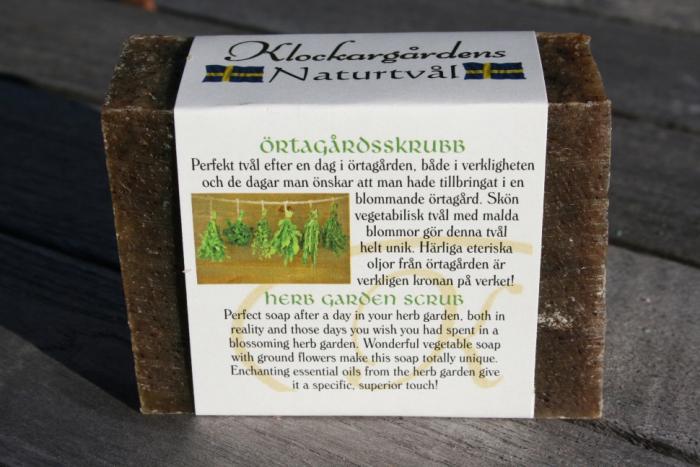 Klockargårdens
Naturtvål
ÖRTAGÅRDSSKRUBB
Perfekt tvål efter en dag i örtagården, både i verkligheten
och de dagar man önskar att man hade tillbringat i en
blommande örtagård. Skön
vegetabilisk tvål med malda
blommor gör denna tvål
helt unik. Härliga eteriska
oljor från örtagården är
verkligen kronan på verket!
HERB GARDEN SCRUB
Perfect soap after a day in your herb garden, both in
reality and those days you wish you had spent in a
blossoming herb garden. Wonderful vegetable soap
with ground flowers make this soap totally unique.
Enchanting essential oils from the herb garden give
it a specific, superior touch!